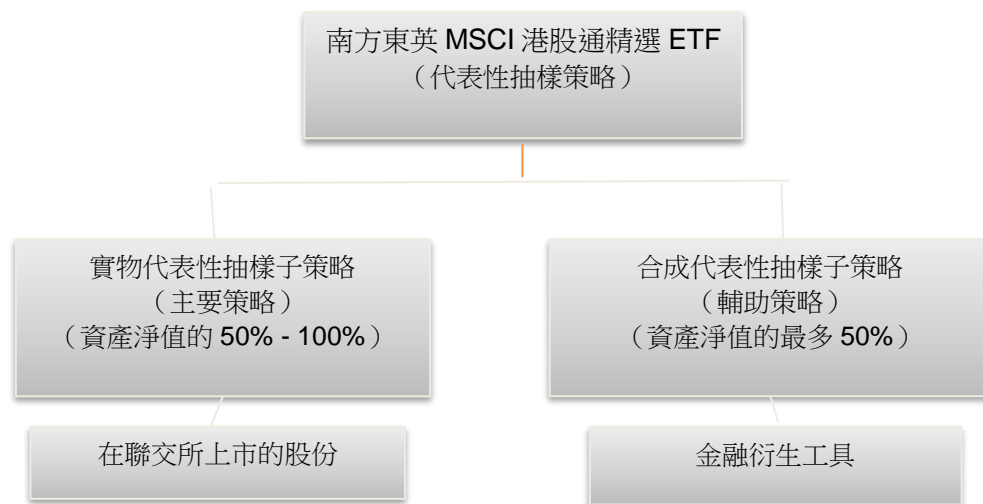 南方東英 MSCI 港股通精選 ETF
（代表性抽樣策略）
實物代表性抽樣子策略
（主要策略）
（資產淨值的 50% - 100%）
合成代表性抽樣子策略
（輔助策略）
（資產淨值的最多 50%）
在聯交所上市的股份
金融衍生工具